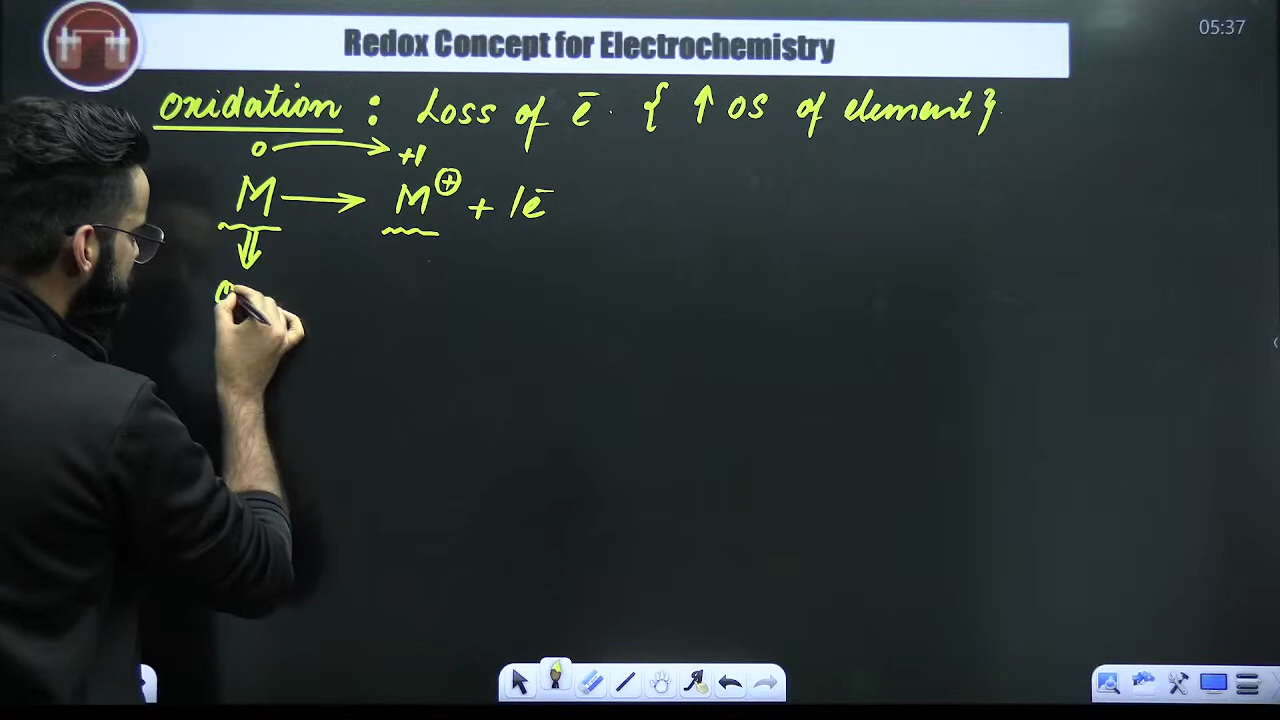 05:37
Redox Concept for Electrochemistry
Oxidation : Loss of ē . { ↑ OS of element }.
0 → +1
M → M⊕ + 1ē
⇓